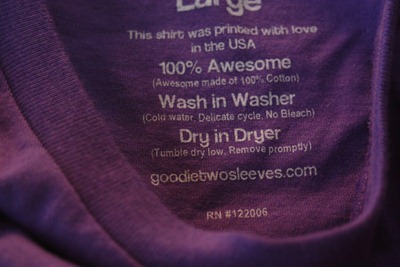 Large
This shirt was printed with love
in the USA
100% Awesome
(Awesome made of 100% Cotton)
Wash in Washer
(Cold water, Delicate cycle, No Bleach)
Dry in Dryer
(Tumble dry low, Remove promptly)
goodietwosleeves.com
RN #122006